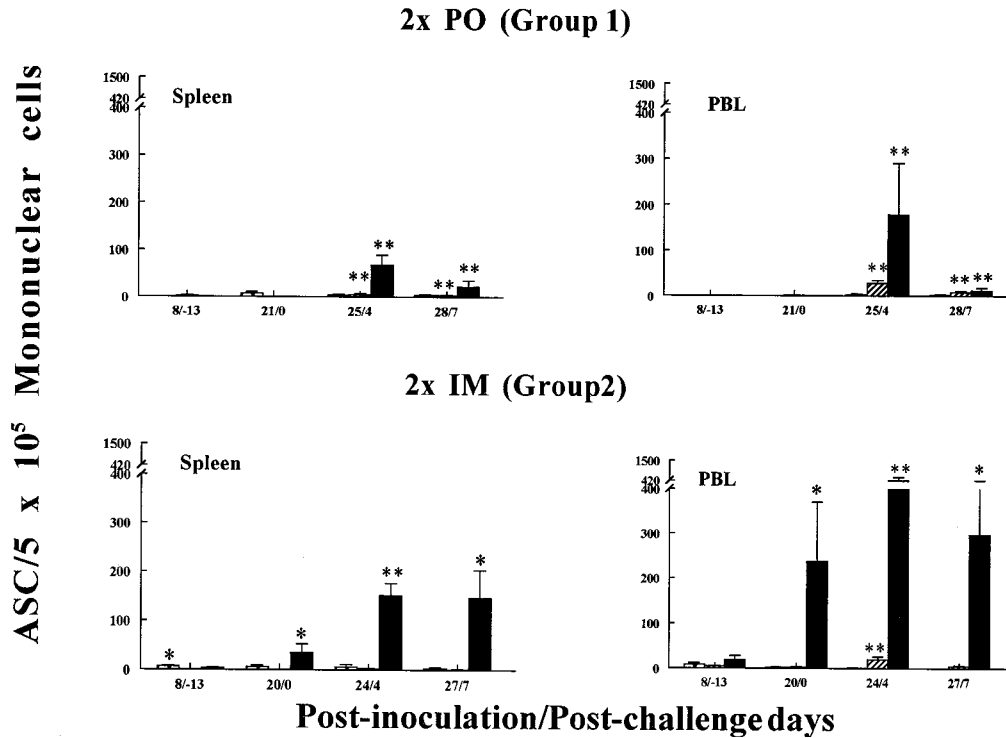 2x PO (Group 1)
ASC/5 x 10⁵ Mononuclear cells
Spleen
1500
420
400
300
200
100
0
** ** ** **
8/-13 21/0 25/4 28/7
PBL
1500
420
400
300
200
100
0
** ** ** **
8/-13 21/0 25/4 28/7
2x IM (Group2)
Spleen
1500
420
400
300
200
100
0
* * ** *
8/-13 20/0 24/4 27/7
PBL
1500
420
400
300
200
100
0
* ** ** *
8/-13 20/0 24/4 27/7
Post-inoculation/Post-challenge days